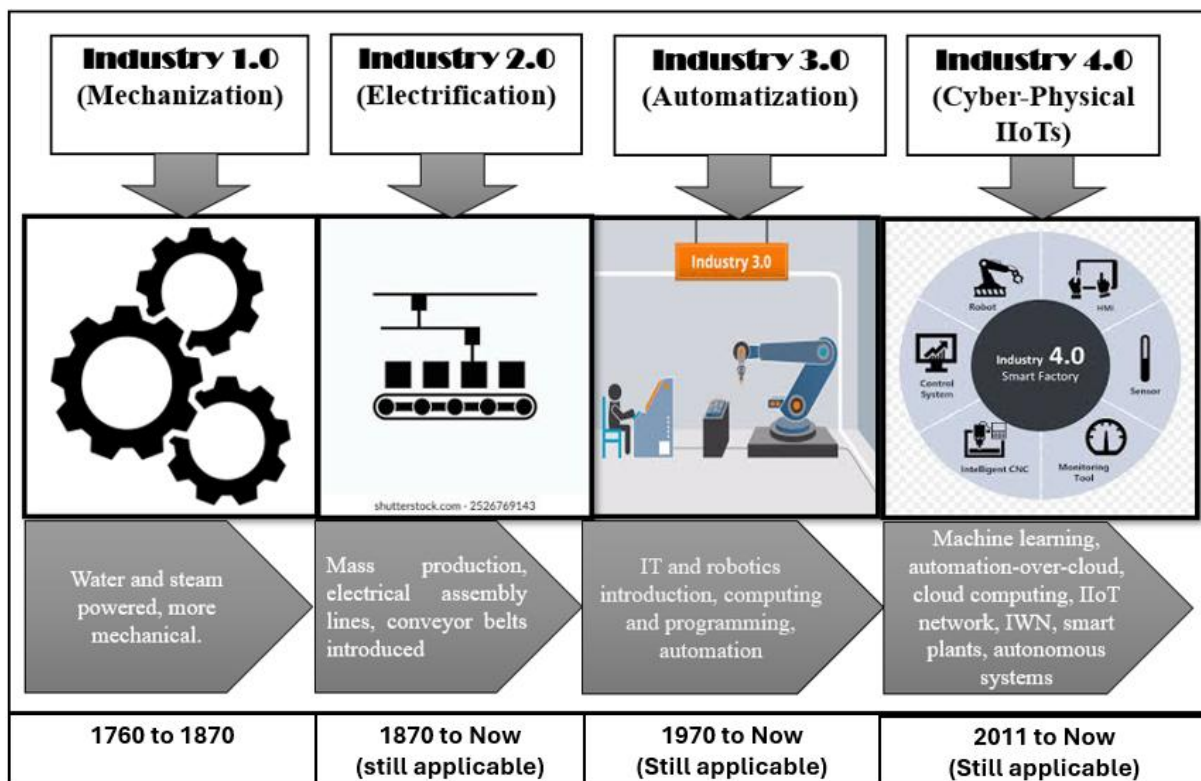 Industry 1.0
(Mechanization)
Industry 2.0
(Electrification)
Industry 3.0
(Automatization)
Industry 4.0
(Cyber-Physical
IIoTs)
shutterstock.com · 2526769143
Industry 3.0
Robot
HMI
Control
System
Industry 4.0
Smart Factory
Sensor
Intelligent CNC
Monitoring
Tool
Water and steam
powered, more
mechanical.
Mass production,
electrical assembly
lines, conveyor belts
introduced
IT and robotics
introduction, computing
and programming,
automation
Machine learning,
automation-over-cloud,
cloud computing, IIoT
network, IWN, smart
plants, autonomous
systems
1760 to 1870
1870 to Now
(still applicable)
1970 to Now
(Still applicable)
2011 to Now
(Still applicable)